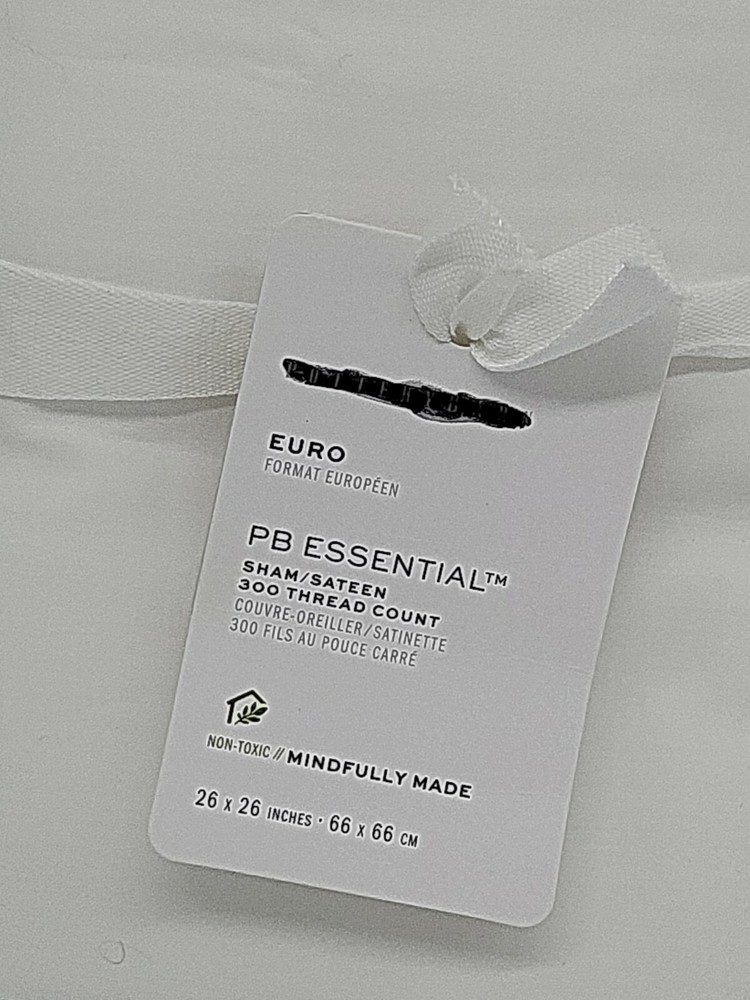 EURO
FORMAT EUROPÉEN
PB ESSENTIAL™
SHAM/SATEEN
300 THREAD COUNT
COUVRE-OREILLER/SATINETTE
300 FILS AU POUCE CARRÉ
NON-TOXIC // MINDFULLY MADE
26 x 26 INCHES · 66 x 66 CM